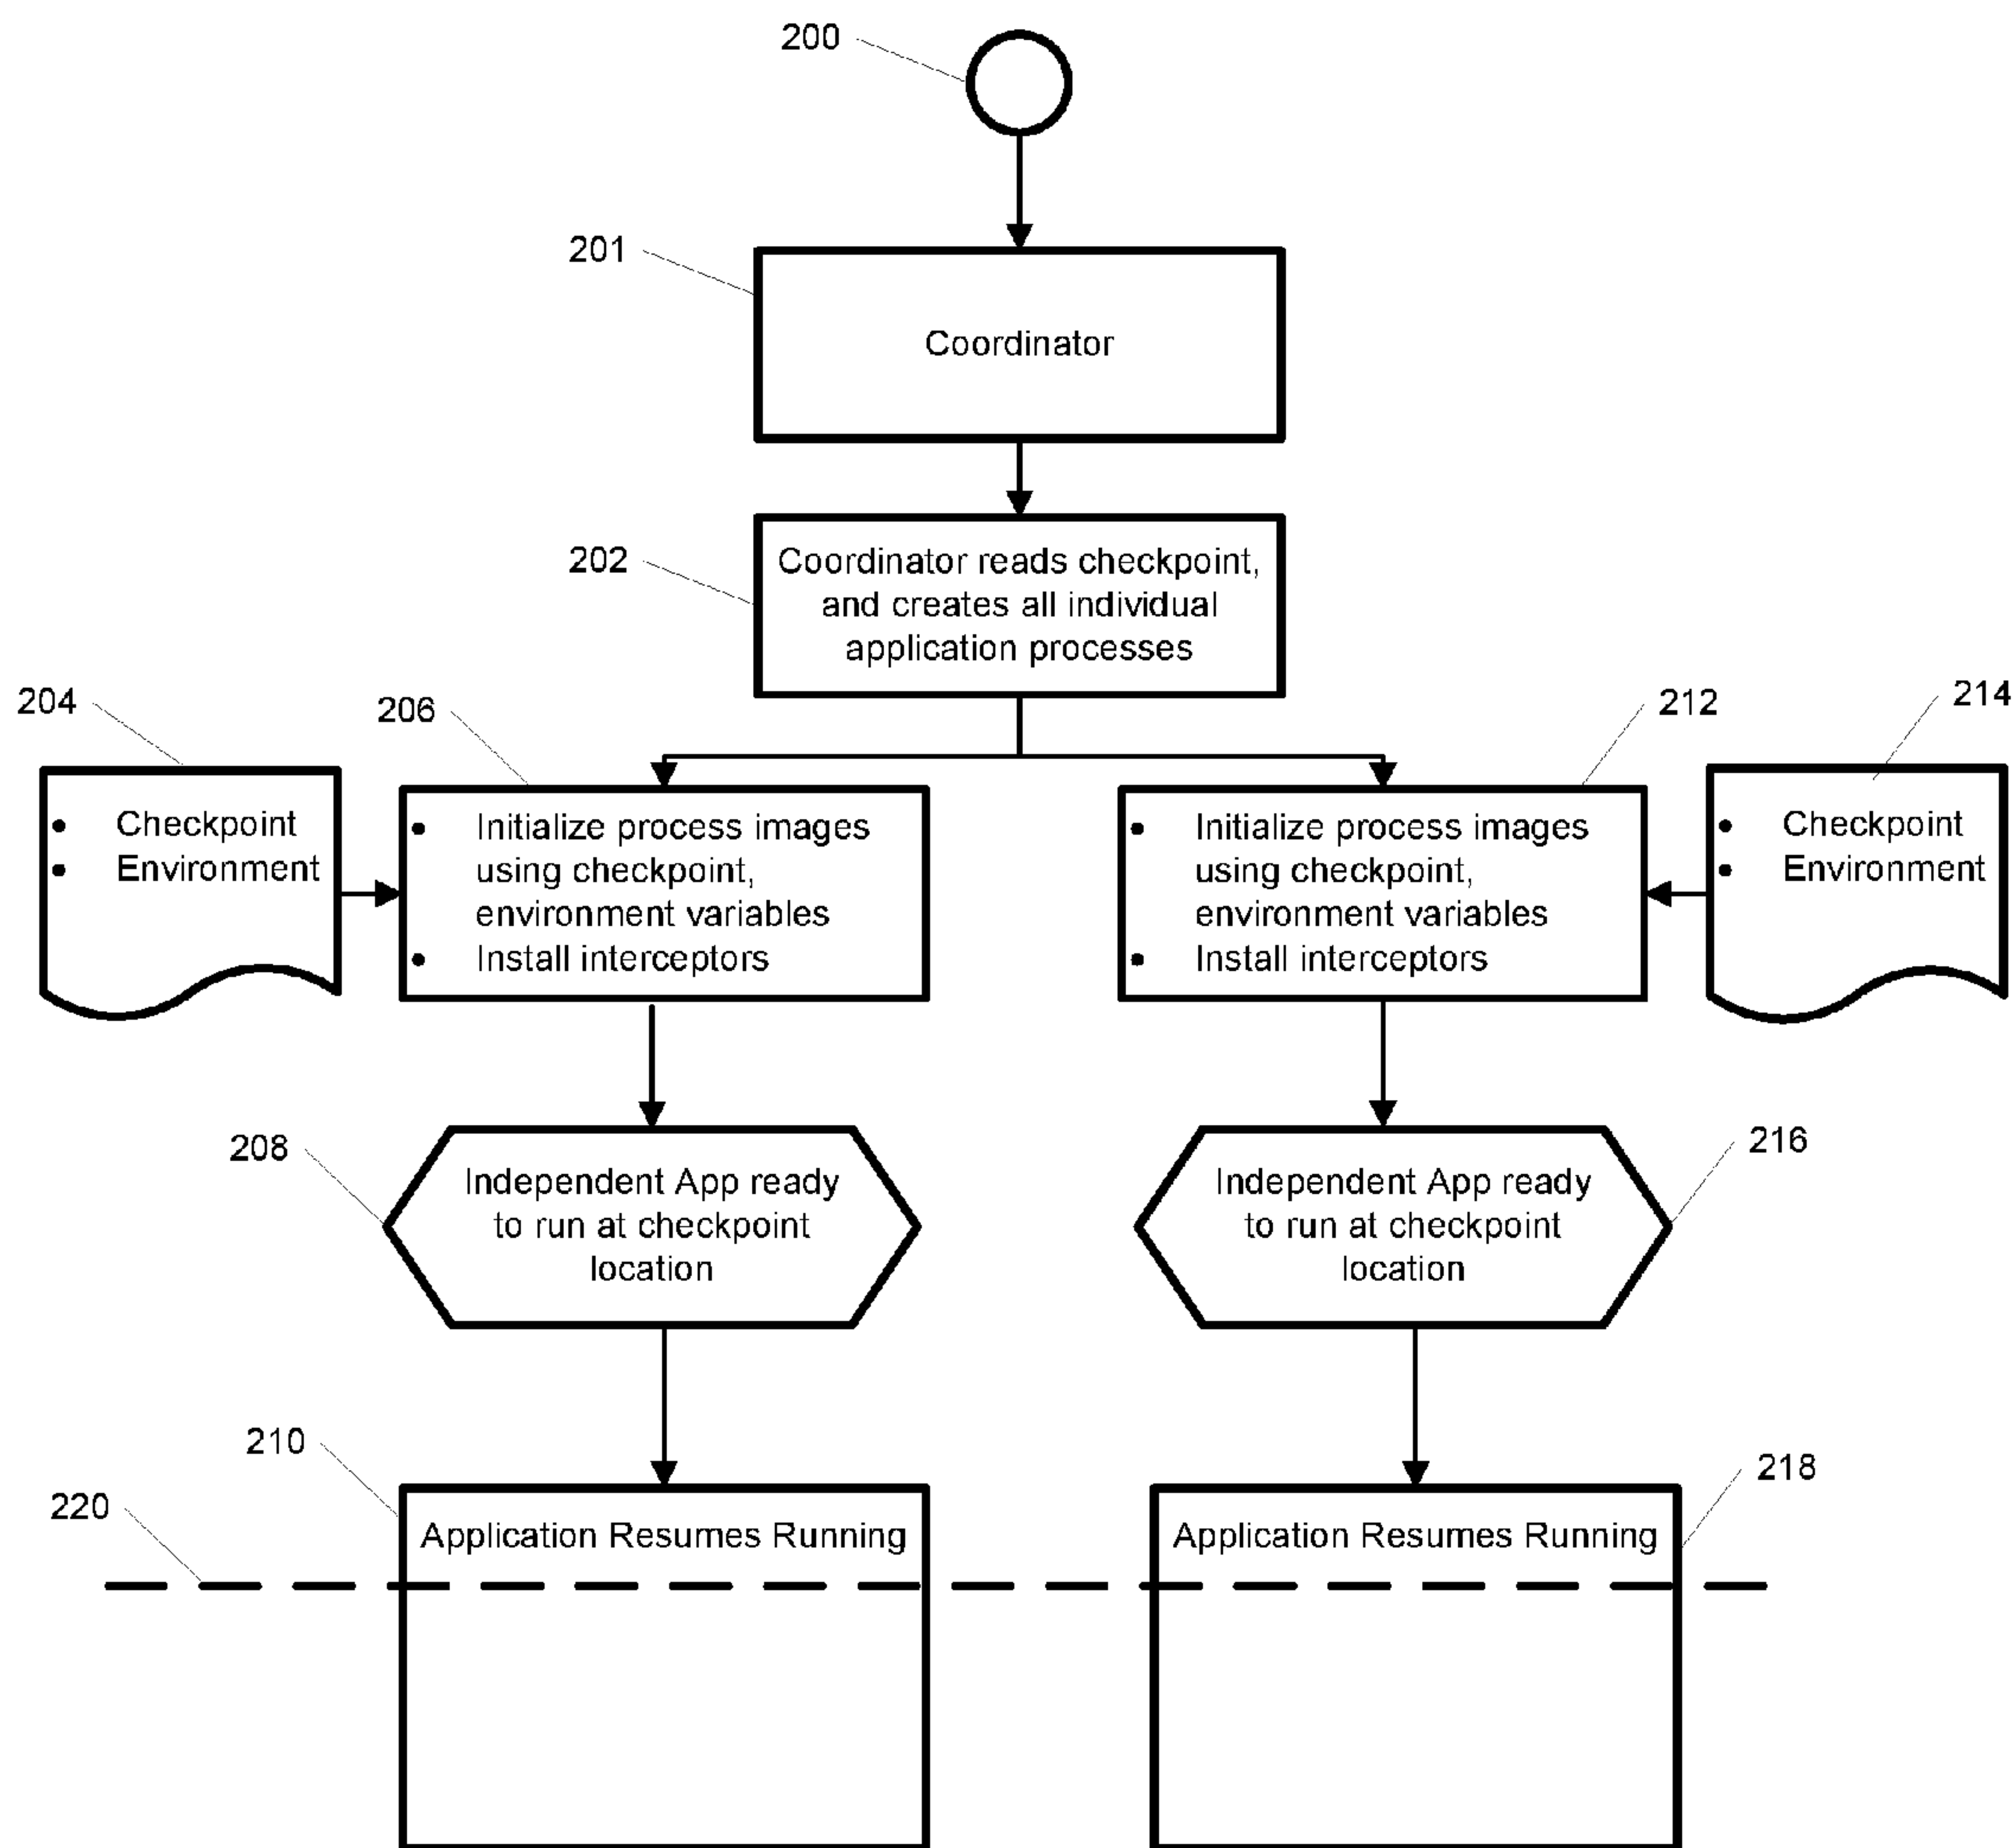 200
201
Coordinator
202
Coordinator reads checkpoint,
and creates all individual
application processes
204
206
212
214
• Checkpoint
• Environment
• Initialize process images
using checkpoint,
environment variables
• Install interceptors
• Initialize process images
using checkpoint,
environment variables
• Install interceptors
• Checkpoint
• Environment
208
Independent App ready
to run at checkpoint
location
Independent App ready
to run at checkpoint
location
216
210
218
220
Application Resumes Running
Application Resumes Running